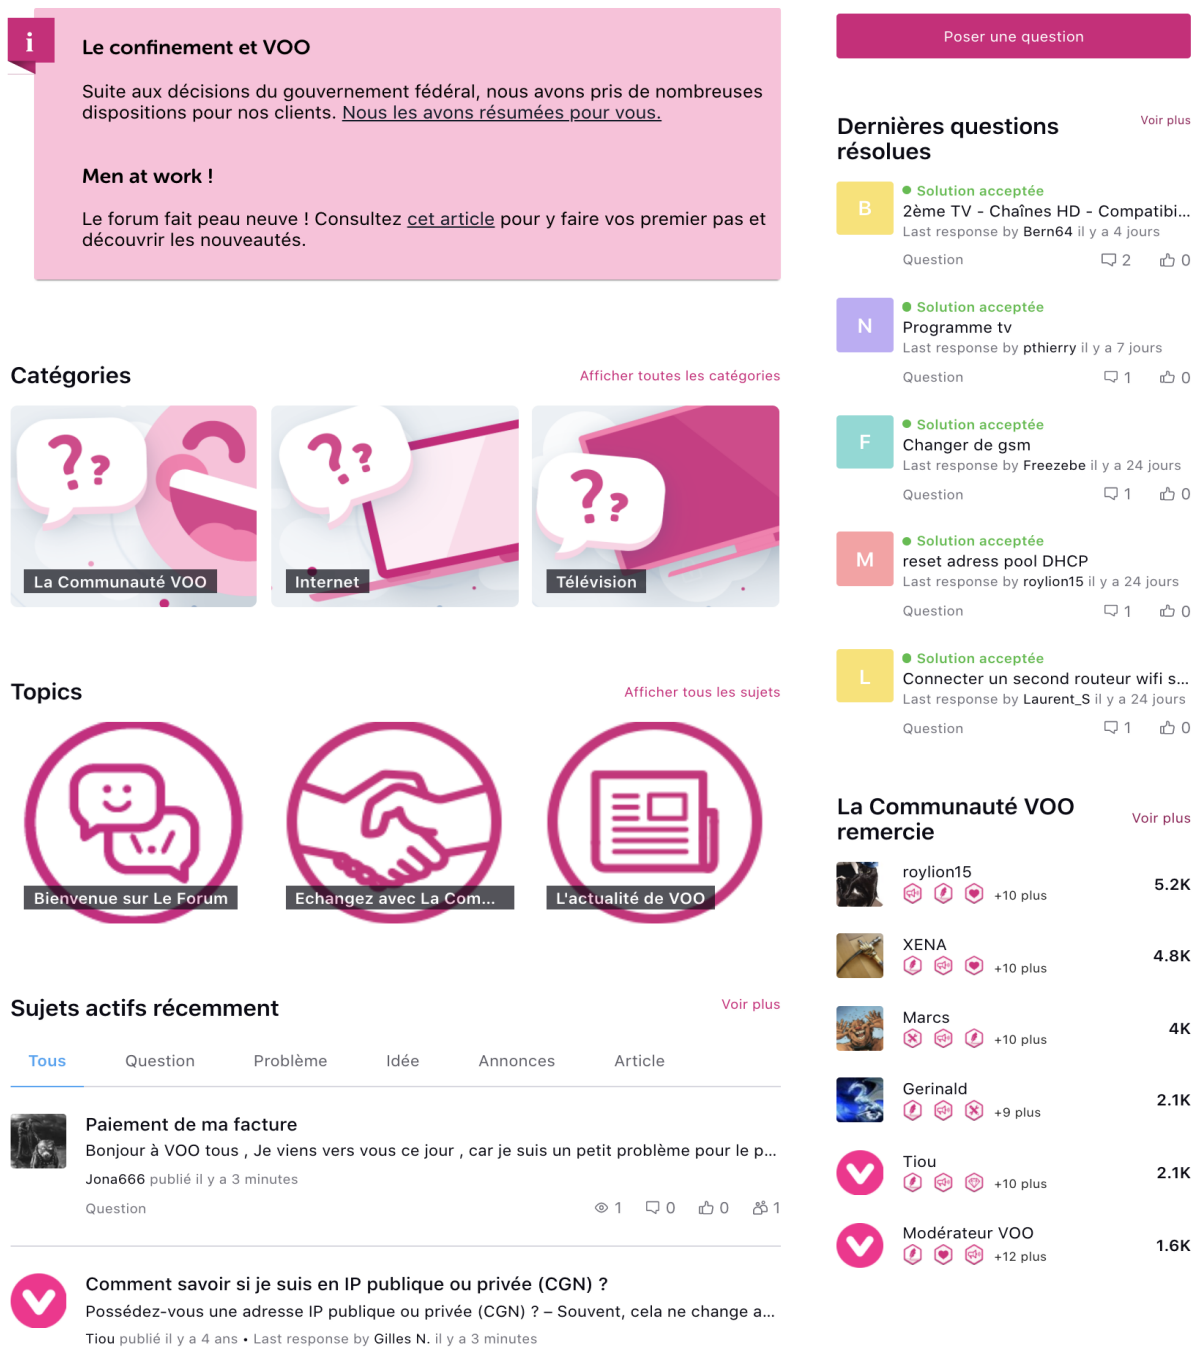 i
Le confinement et VOO
Suite aux décisions du gouvernement fédéral, nous avons pris de nombreuses
dispositions pour nos clients. Nous les avons résumées pour vous.
Men at work !
Le forum fait peau neuve ! Consultez cet article pour y faire vos premier pas et
découvrir les nouveautés.
Catégories
Afficher toutes les catégories
??
La Communauté VOO
??
Internet
??
Télévision
Topics
Afficher tous les sujets
Bienvenue sur Le Forum
Echangez avec La Com...
L'actualité de VOO
Sujets actifs récemment
Voir plus
Tous
Question
Problème
Idée
Annonces
Article
Paiement de ma facture
Bonjour à VOO tous , Je viens vers vous ce jour , car je suis un petit problème pour le p...
Jona666 publié il y a 3 minutes
Question
1
0
0
1
Comment savoir si je suis en IP publique ou privée (CGN) ?
Possédez-vous une adresse IP publique ou privée (CGN) ? – Souvent, cela ne change a...
Tiou publié il y a 4 ans • Last response by Gilles N. il y a 3 minutes
Poser une question
Dernières questions
résolues
Voir plus
B
Solution acceptée
2ème TV - Chaînes HD - Compatibi...
Last response by Bern64 il y a 4 jours
Question
2
0
N
Solution acceptée
Programme tv
Last response by pthierry il y a 7 jours
Question
1
0
F
Solution acceptée
Changer de gsm
Last response by Freezebe il y a 24 jours
Question
1
0
M
Solution acceptée
reset adress pool DHCP
Last response by roylion15 il y a 24 jours
Question
1
0
L
Solution acceptée
Connecter un second routeur wifi s...
Last response by Laurent_S il y a 24 jours
Question
1
0
La Communauté VOO
remercie
Voir plus
roylion15
+10 plus
5.2K
XENA
+10 plus
4.8K
Marcs
+10 plus
4K
Gerinald
+9 plus
2.1K
Tiou
+10 plus
2.1K
Modérateur VOO
+12 plus
1.6K